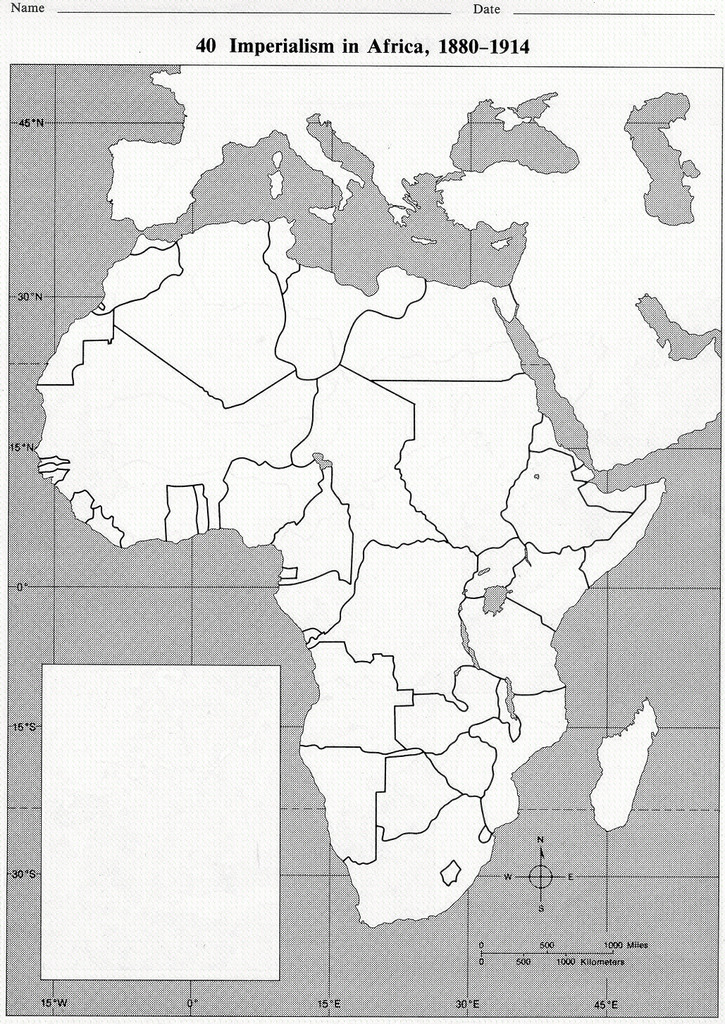 Name Date
40 Imperialism in Africa, 1880–1914
45°N
30°N
15°N
0°
15°S
30°S
N
W E
S
0 500 1000 Miles
0 500 1000 Kilometers
15°W 0° 15°E 30°E 45°E